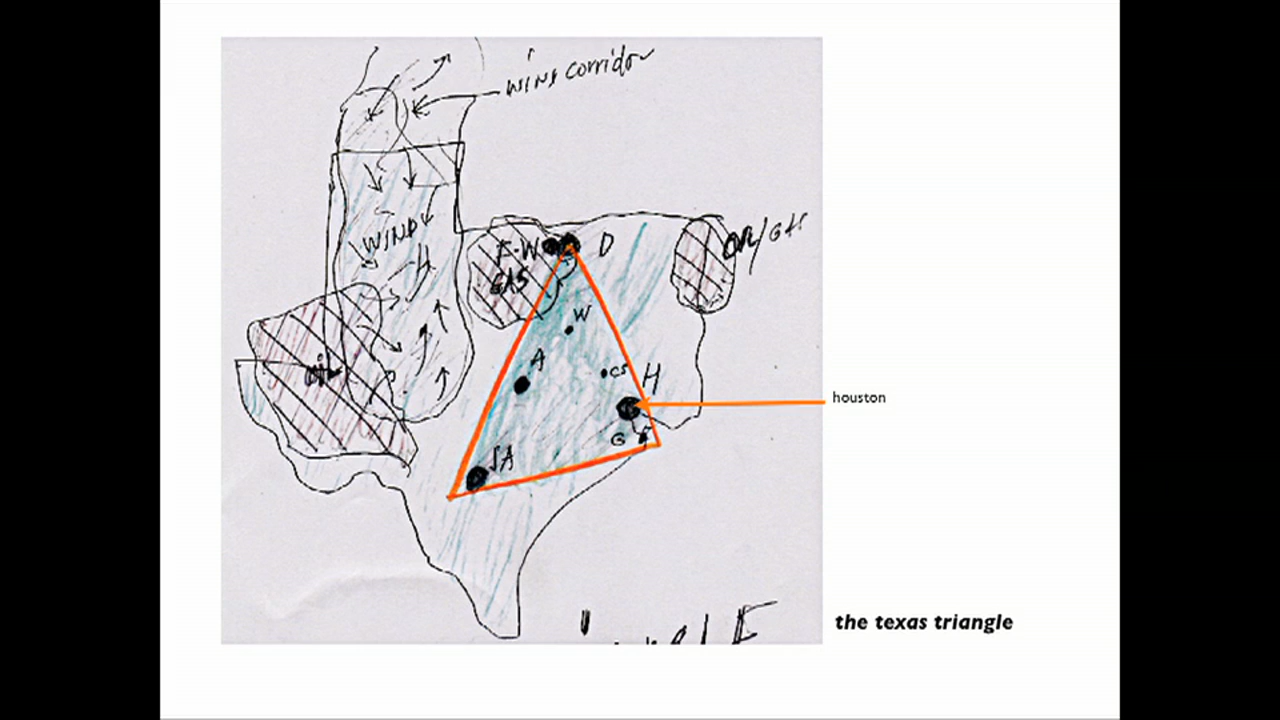 WIND corridor
WIND
F-W
D
GAS
OIL/GAS
W
A
CS
H
OIL
houston
G
SA
the texas triangle